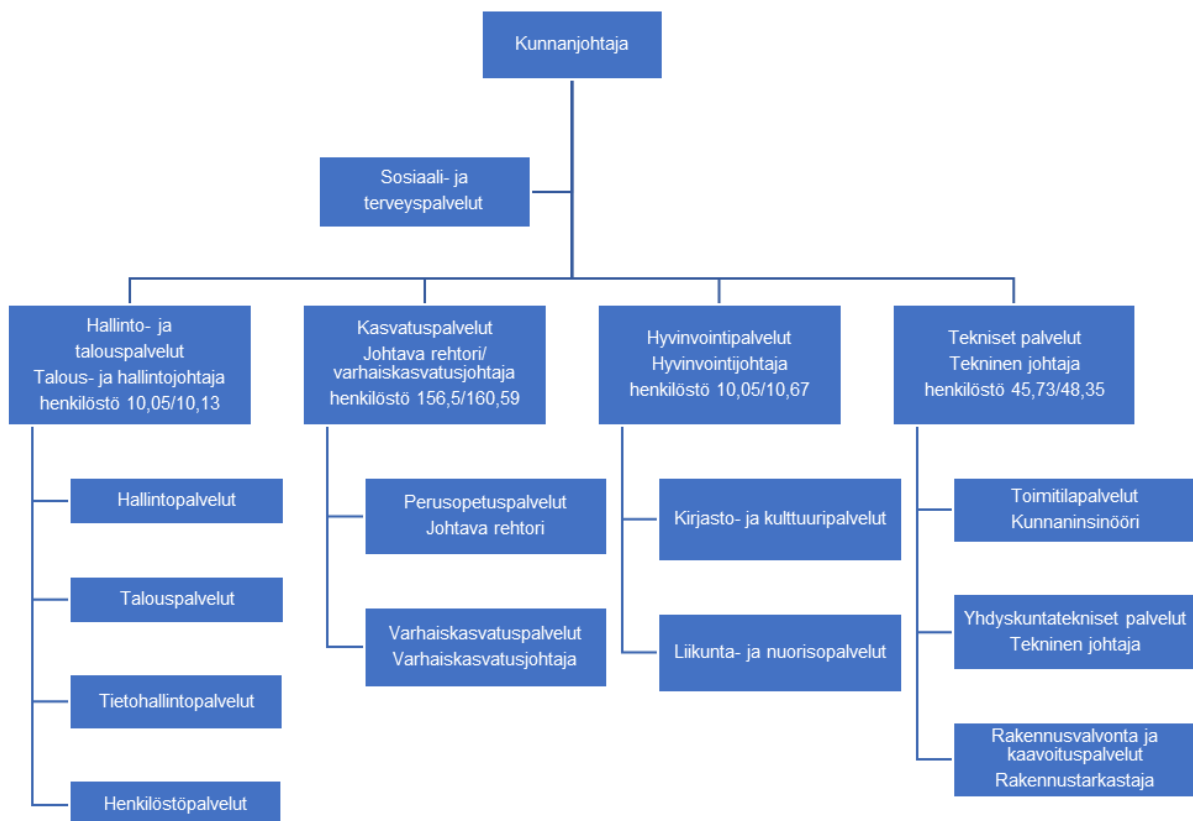 Kunnanjohtaja
Sosiaali- ja
terveyspalvelut
Hallinto- ja
talouspalvelut
Talous- ja hallintojohtaja
henkilöstö 10,05/10,13
Kasvatuspalvelut
Johtava rehtori/
varhaiskasvatusjohtaja
henkilöstö 156,5/160,59
Hyvinvointipalvelut
Hyvinvointijohtaja
henkilöstö 10,05/10,67
Tekniset palvelut
Tekninen johtaja
henkilöstö 45,73/48,35
Hallintopalvelut
Talouspalvelut
Tietohallintopalvelut
Henkilöstöpalvelut
Perusopetuspalvelut
Johtava rehtori
Varhaiskasvatuspalvelut
Varhaiskasvatusjohtaja
Kirjasto- ja kulttuuripalvelut
Liikunta- ja nuorisopalvelut
Toimitilapalvelut
Kunnaninsinööri
Yhdyskuntatekniset palvelut
Tekninen johtaja
Rakennusvalvonta ja
kaavoituspalvelut
Rakennustarkastaja